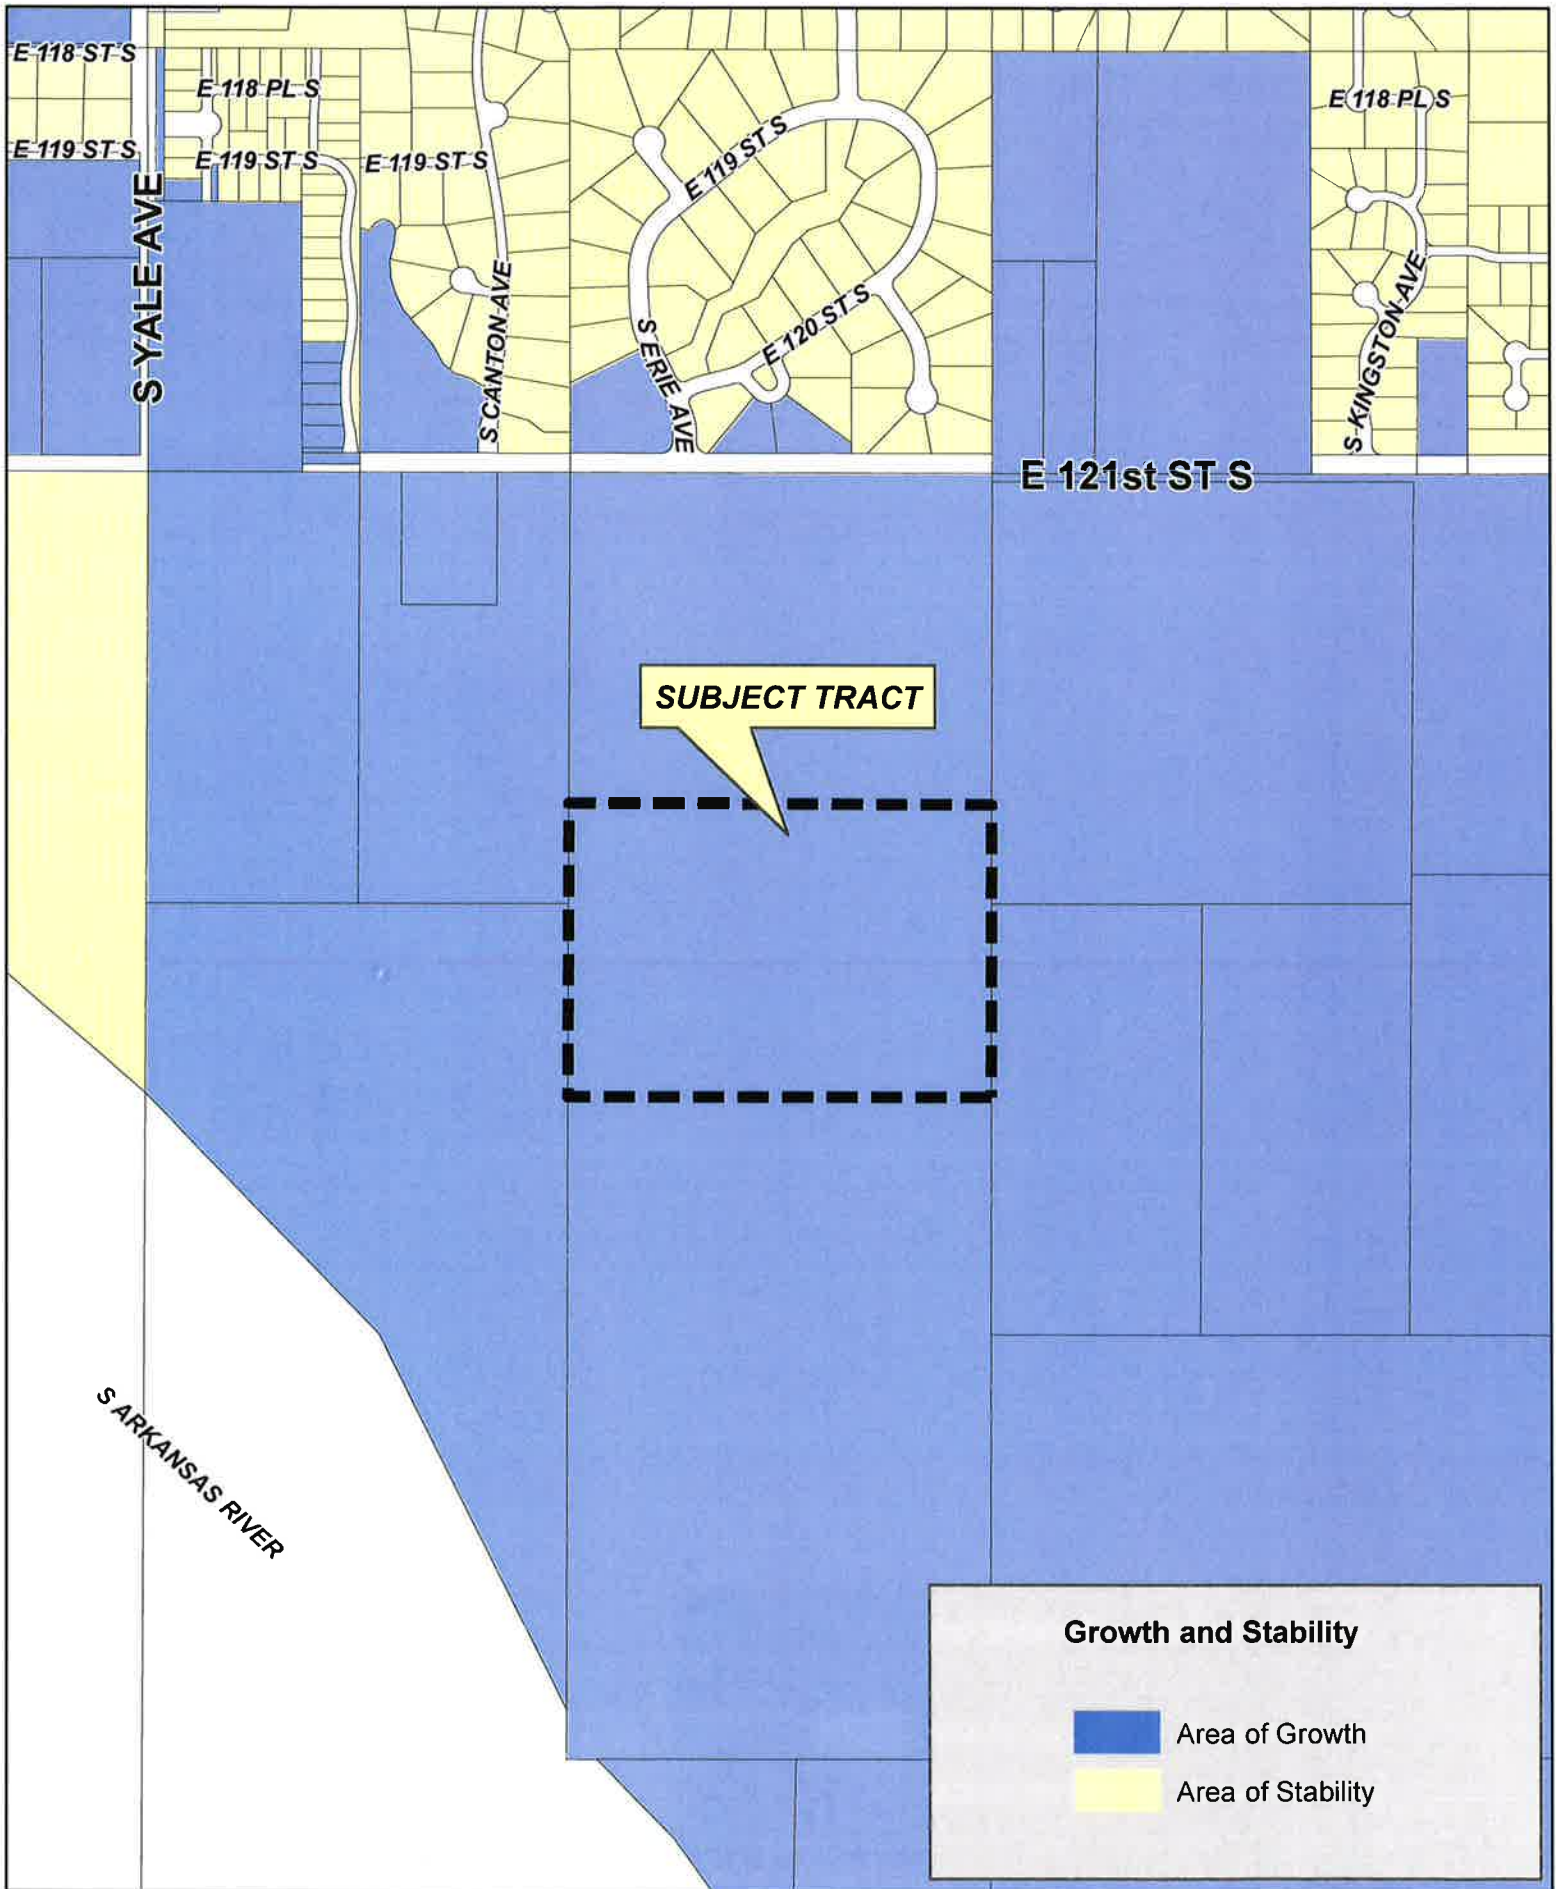 E 118 ST S
E 118 PL S
E 118 PL S
E 119 ST S
E 119 ST S
E 119 ST S
E 119 ST S
S YALE AVE
S CANTON AVE
S ERIE AVE
E 120 ST S
S KINGSTON AVE
E 121st ST S
SUBJECT TRACT
S ARKANSAS RIVER
Growth and Stability
Area of Growth
Area of Stability